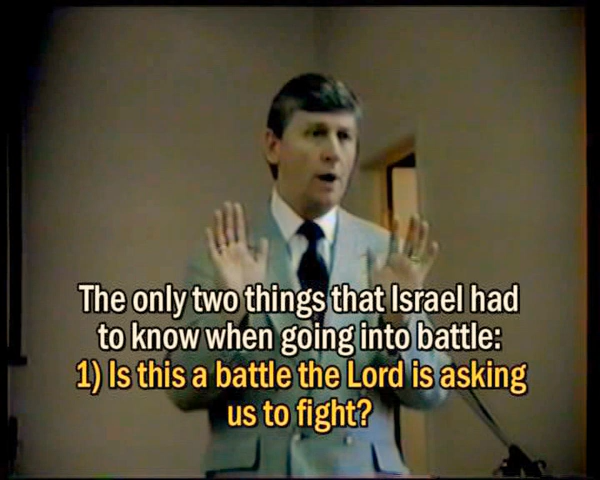 The only two things that Israel had
to know when going into battle:
1) Is this a battle the Lord is asking
us to fight?